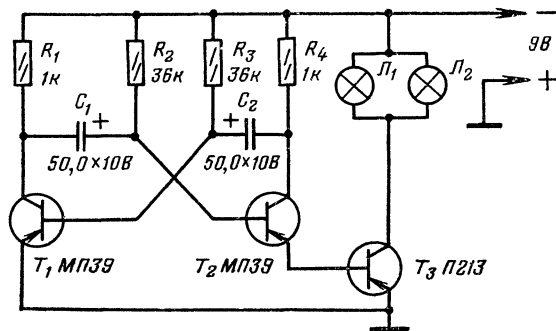 R₁
1к
R₂
36к
R₃
36к
R₄
1к
Л₁
Л₂
−
9В
+
C₁
+
50,0×10В
+
C₂
50,0×10В
T₁ МП39
T₂ МП39
T₃ П213